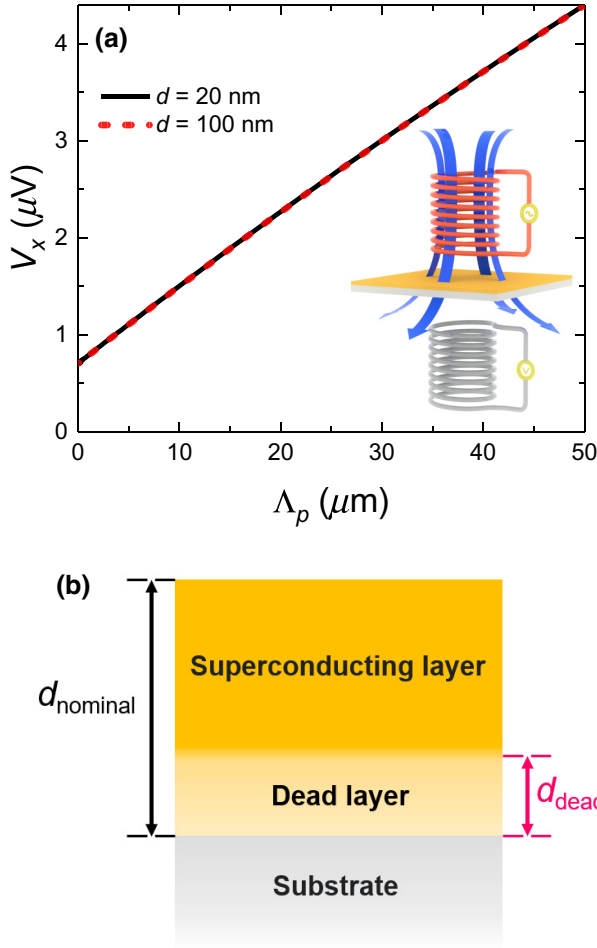 (a)
d = 20 nm
d = 100 nm
V_x (μV)
4
3
2
1
0
0 10 20 30 40 50
Λ_p (μm)
(b)
d_nominal
Superconducting layer
Dead layer
d_dead
Substrate